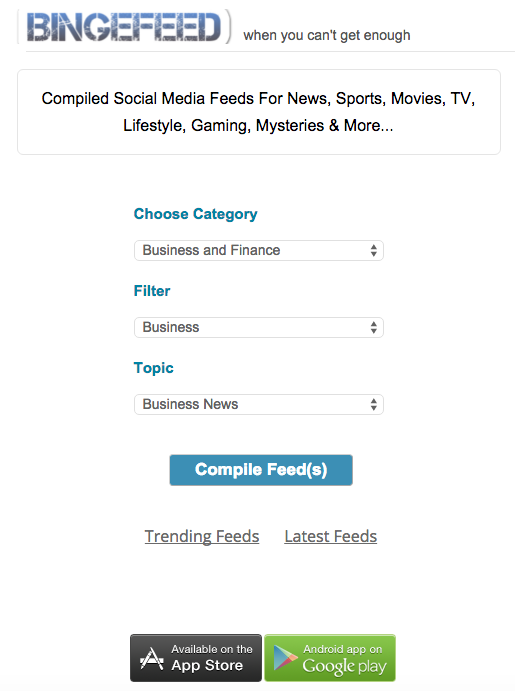 BINGEFEED when you can't get enough
Compiled Social Media Feeds For News, Sports, Movies, TV,
Lifestyle, Gaming, Mysteries & More...
Choose Category
Business and Finance
Filter
Business
Topic
Business News
Compile Feed(s)
Trending Feeds Latest Feeds
Available on the
App Store
Android app on
Google play